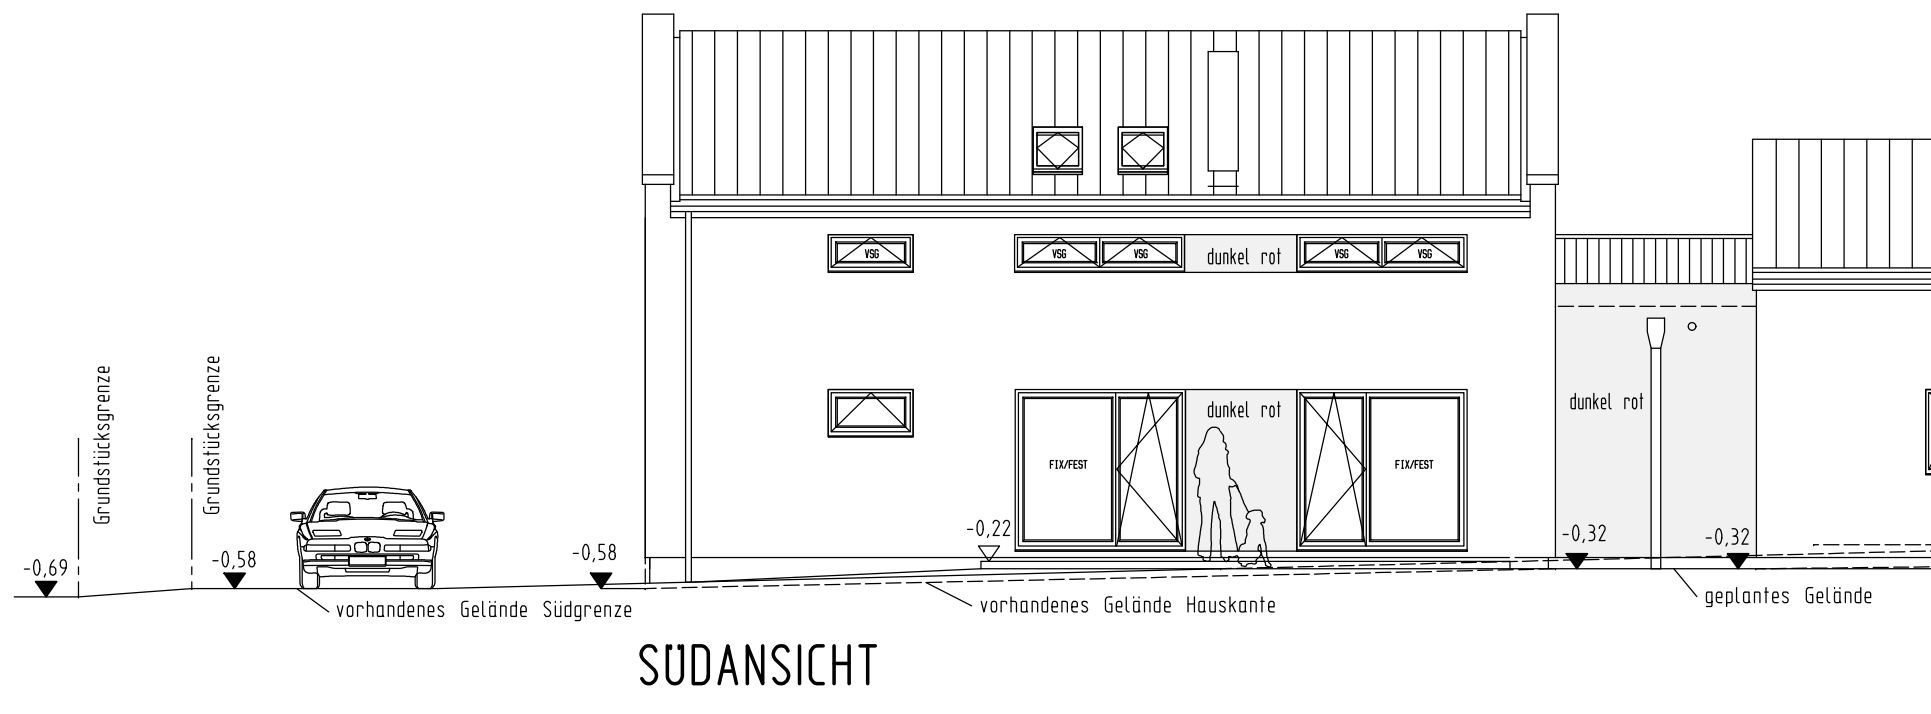 VSG
VSG
VSG
dunkel rot
VSG
VSG
Grundstücksgrenze
Grundstücksgrenze
dunkel rot
dunkel rot
FIX/FEST
FIX/FEST
-0,69
-0,58
-0,58
-0,22
-0,32
-0,32
vorhandenes Gelände Südgrenze
vorhandenes Gelände Hauskante
geplantes Gelände
SÜDANSICHT